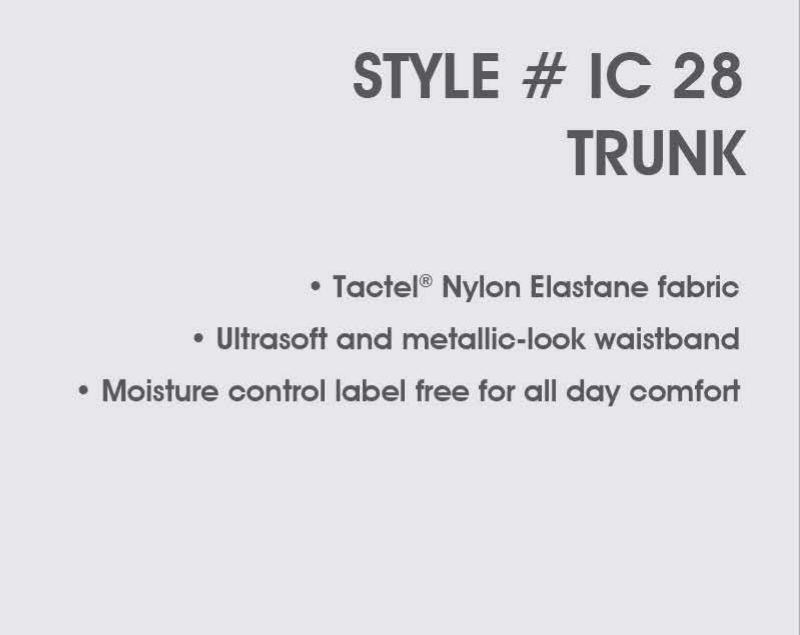 STYLE # IC 28
TRUNK
• Tactel® Nylon Elastane fabric
• Ultrasoft and metallic-look waistband
• Moisture control label free for all day comfort